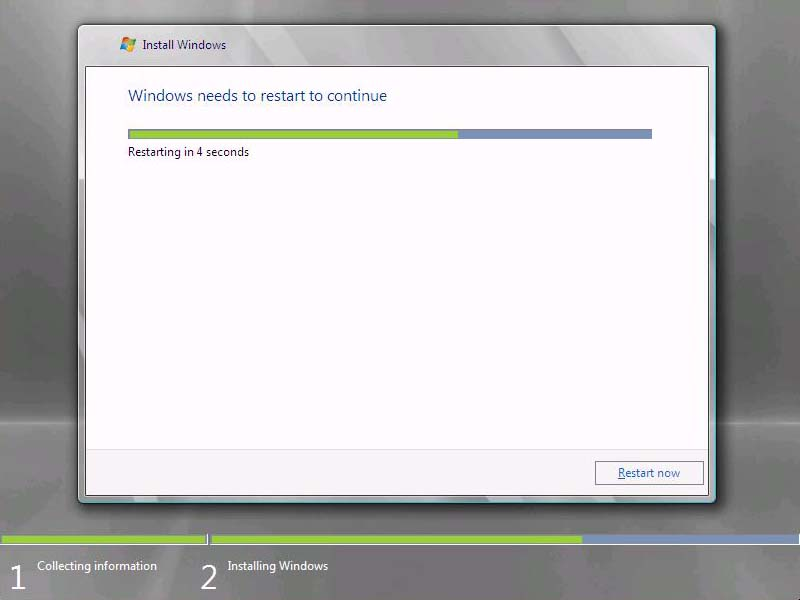 Install Windows
Windows needs to restart to continue
Restarting in 4 seconds
Restart now
1 Collecting information
2 Installing Windows